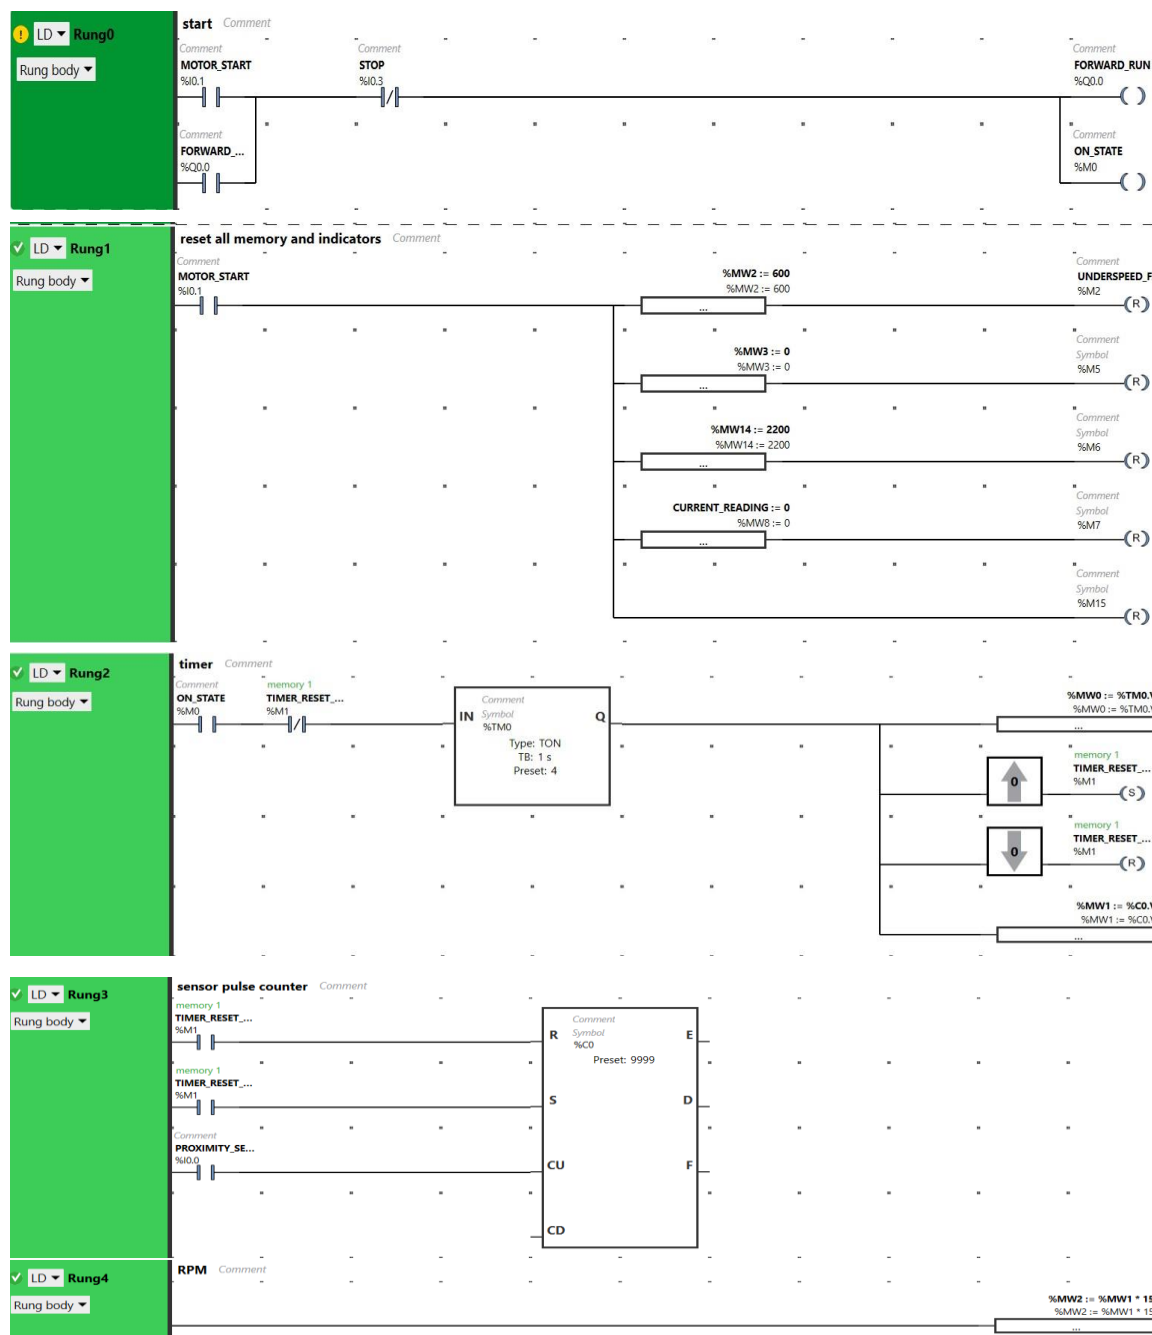 start Comment
LD Rung0
Rung body
Comment Comment Comment
MOTOR_START STOP FORWARD_RUN
%I0.1 %I0.3 %Q0.0
Comment Comment
FORWARD_... ON_STATE
%Q0.0 %M0
reset all memory and indicators Comment
LD Rung1
Rung body
Comment Comment
MOTOR_START %MW2 := 600 UNDERSPEED_F
%I0.1 %MW2 := 600 %M2
... R
Comment
%MW3 := 0 Symbol
%MW3 := 0 %M5
... R
Comment
%MW14 := 2200 Symbol
%MW14 := 2200 %M6
... R
Comment
CURRENT_READING := 0 Symbol
%MW8 := 0 %M7
... R
Comment
Symbol
%M15
R
timer Comment
LD Rung2
Rung body
Comment memory 1
ON_STATE TIMER_RESET_... %MW0 := %TM0.V
%M0 %M1 %MW0 := %TM0.V
...
Comment
IN Symbol Q
%TM0
Type: TON
TB: 1 s
Preset: 4
memory 1
TIMER_RESET_...
0 %M1
S
memory 1
TIMER_RESET_...
0 %M1
R
%MW1 := %C0.V
%MW1 := %C0.V
...
sensor pulse counter Comment
LD Rung3
Rung body
memory 1
TIMER_RESET_...
%M1
Comment
R Symbol E
%C0
Preset: 9999
memory 1
TIMER_RESET_...
%M1
S D
Comment
PROXIMITY_SE...
%I0.0
CU F
CD
RPM Comment
LD Rung4
Rung body
%MW2 := %MW1 * 15
%MW2 := %MW1 * 15
...